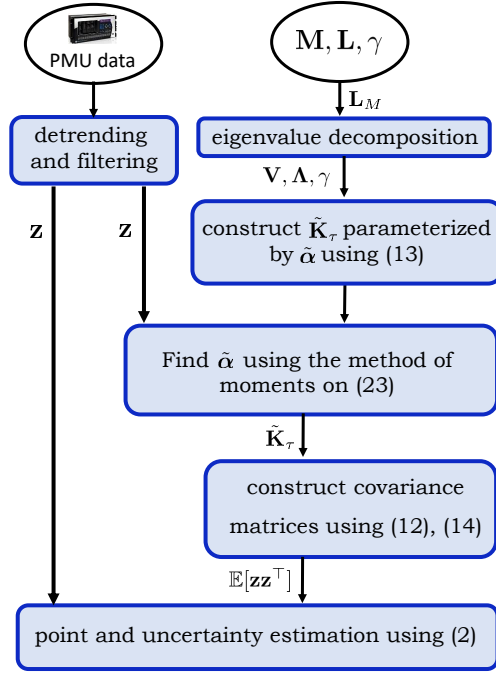 PMU data
M, L, γ
L_M
detrending
and filtering
eigenvalue decomposition
V, Λ, γ
z
z
construct K̃_τ parameterized
by α̃ using (13)
Find α̃ using the method of
moments on (23)
K̃_τ
construct covariance
matrices using (12), (14)
𝔼[zz^⊤]
point and uncertainty estimation using (2)